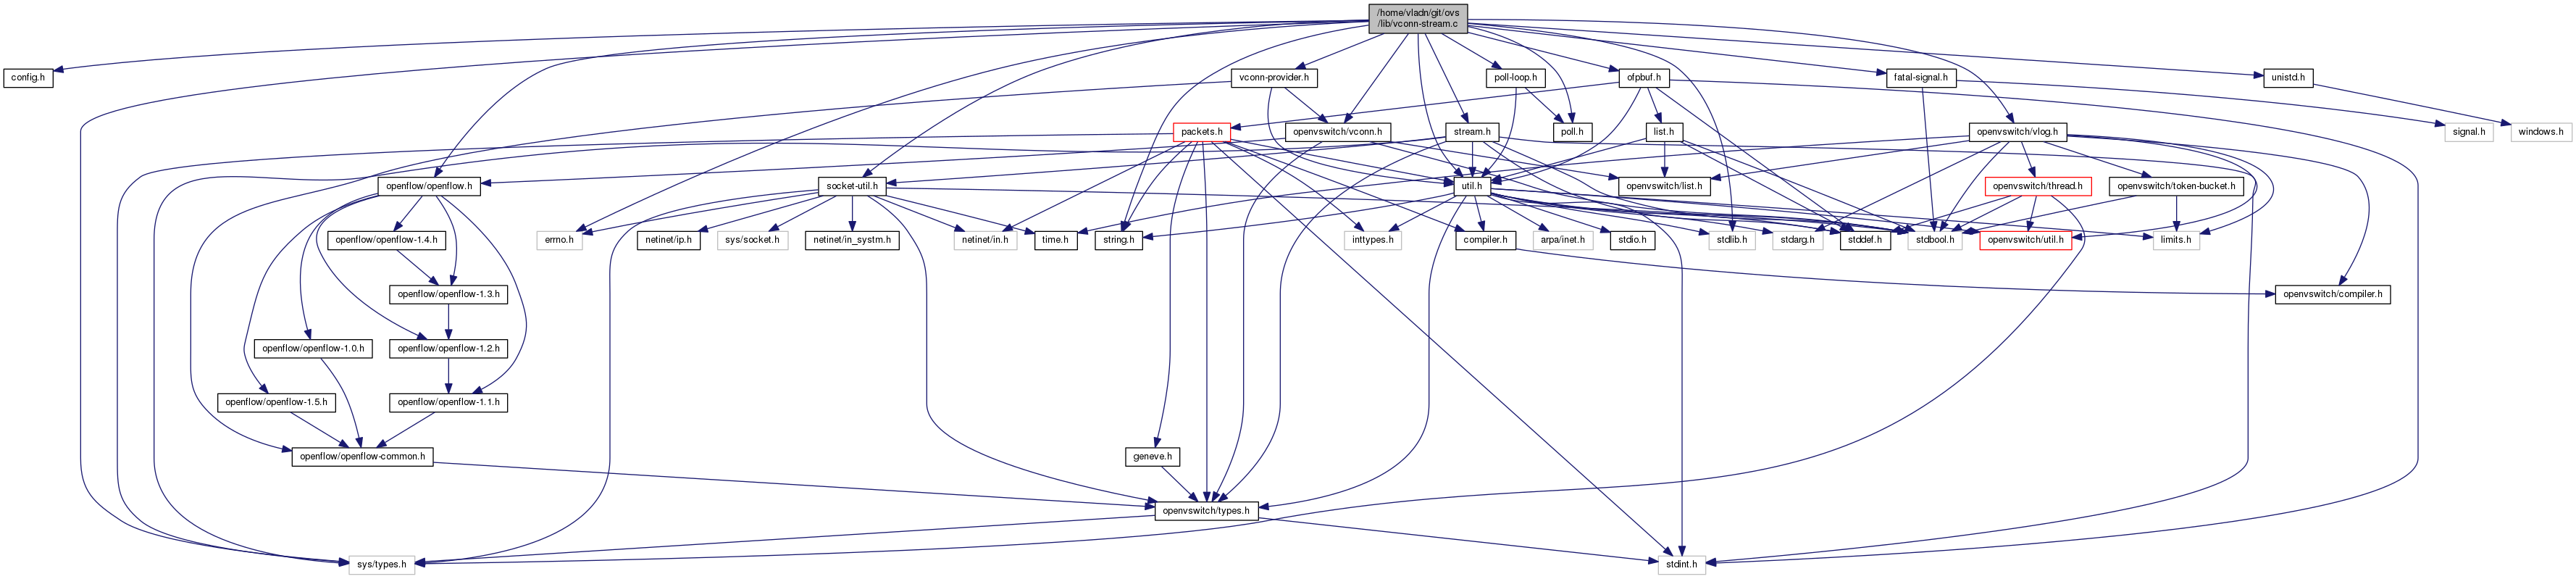 /home/vladn/git/ovs
/lib/vconn-stream.c
config.h
vconn-provider.h
poll-loop.h
ofpbuf.h
fatal-signal.h
unistd.h
packets.h
openvswitch/vconn.h
stream.h
poll.h
list.h
openvswitch/vlog.h
signal.h
windows.h
openflow/openflow.h
socket-util.h
util.h
openvswitch/list.h
openvswitch/thread.h
openvswitch/token-bucket.h
openflow/openflow-1.4.h
errno.h
netinet/ip.h
sys/socket.h
netinet/in_systm.h
netinet/in.h
time.h
string.h
inttypes.h
compiler.h
arpa/inet.h
stdio.h
stdlib.h
stdarg.h
stddef.h
stdbool.h
openvswitch/util.h
limits.h
openflow/openflow-1.3.h
openvswitch/compiler.h
openflow/openflow-1.0.h
openflow/openflow-1.2.h
openflow/openflow-1.5.h
openflow/openflow-1.1.h
openflow/openflow-common.h
geneve.h
openvswitch/types.h
sys/types.h
stdint.h